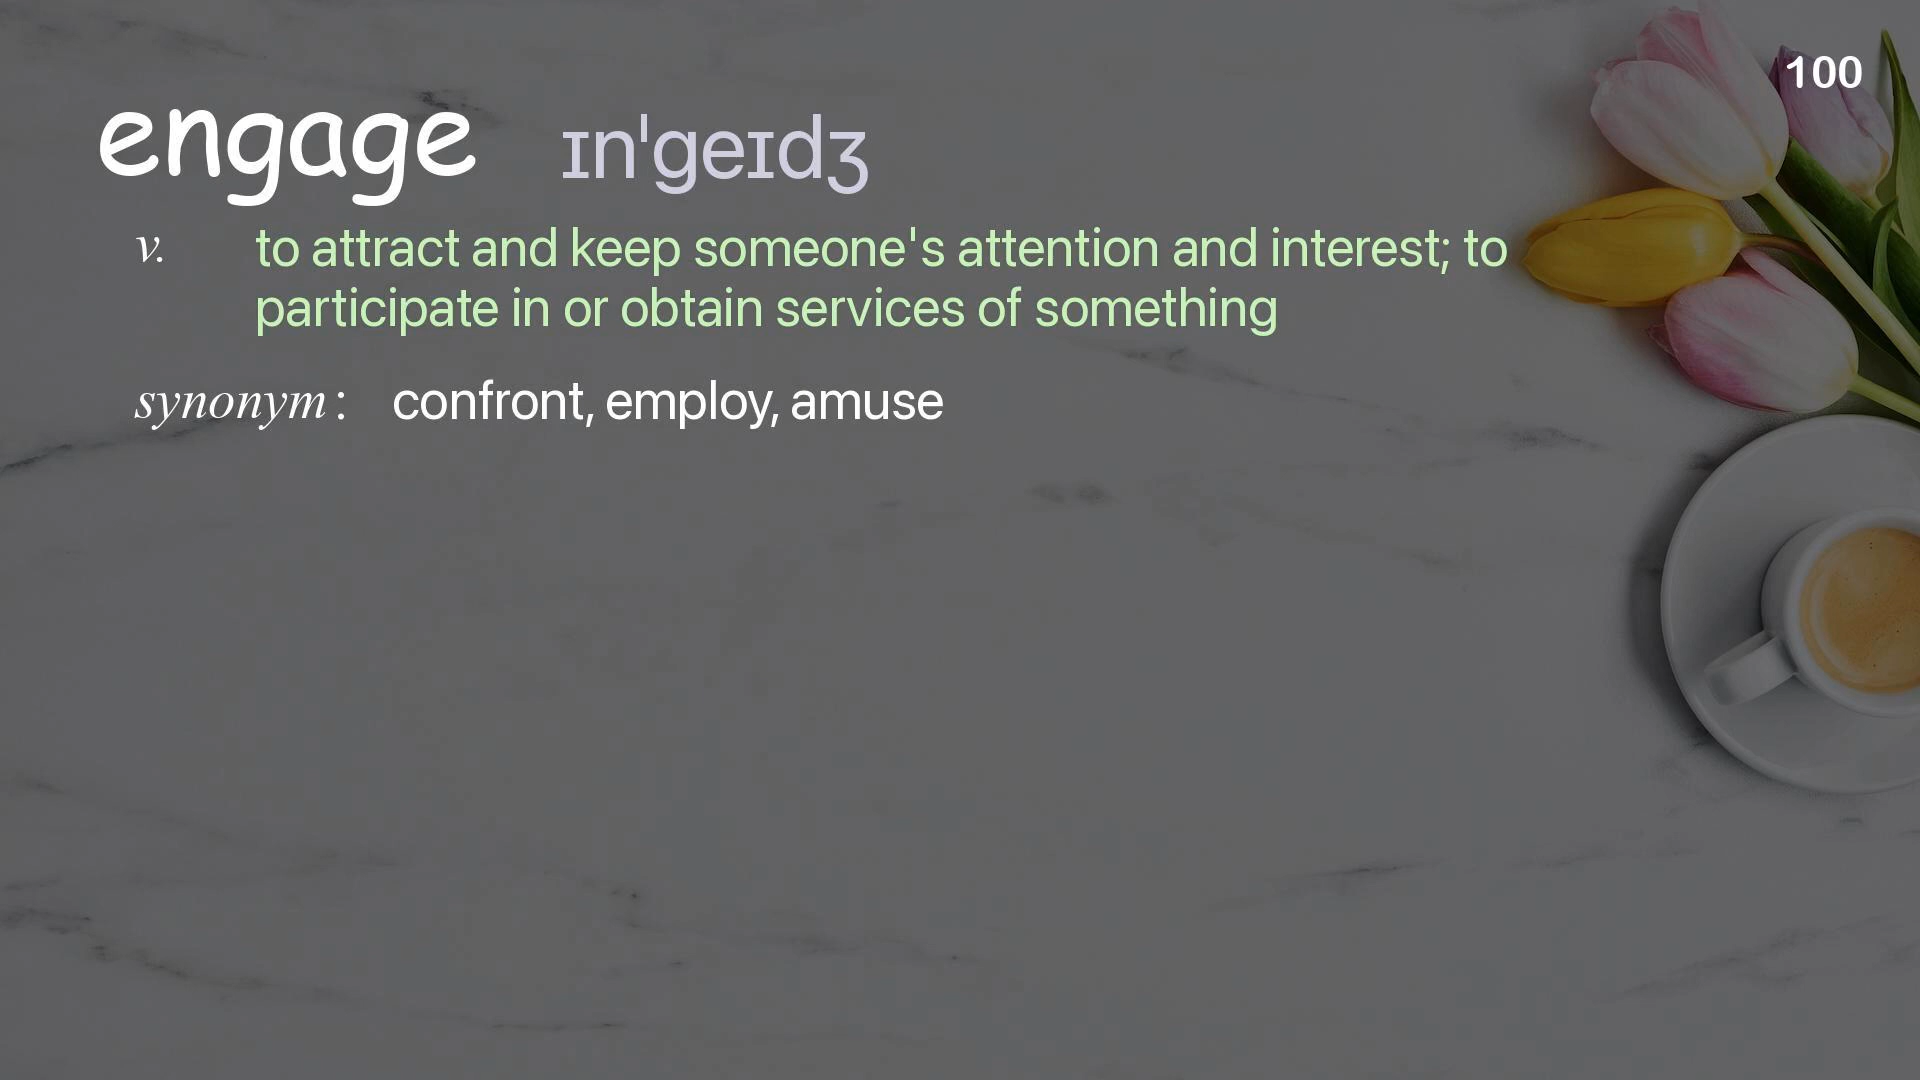 100
engage ɪnˈgeɪdʒ
v. to attract and keep someone's attention and interest; to
participate in or obtain services of something
synonym : confront, employ, amuse